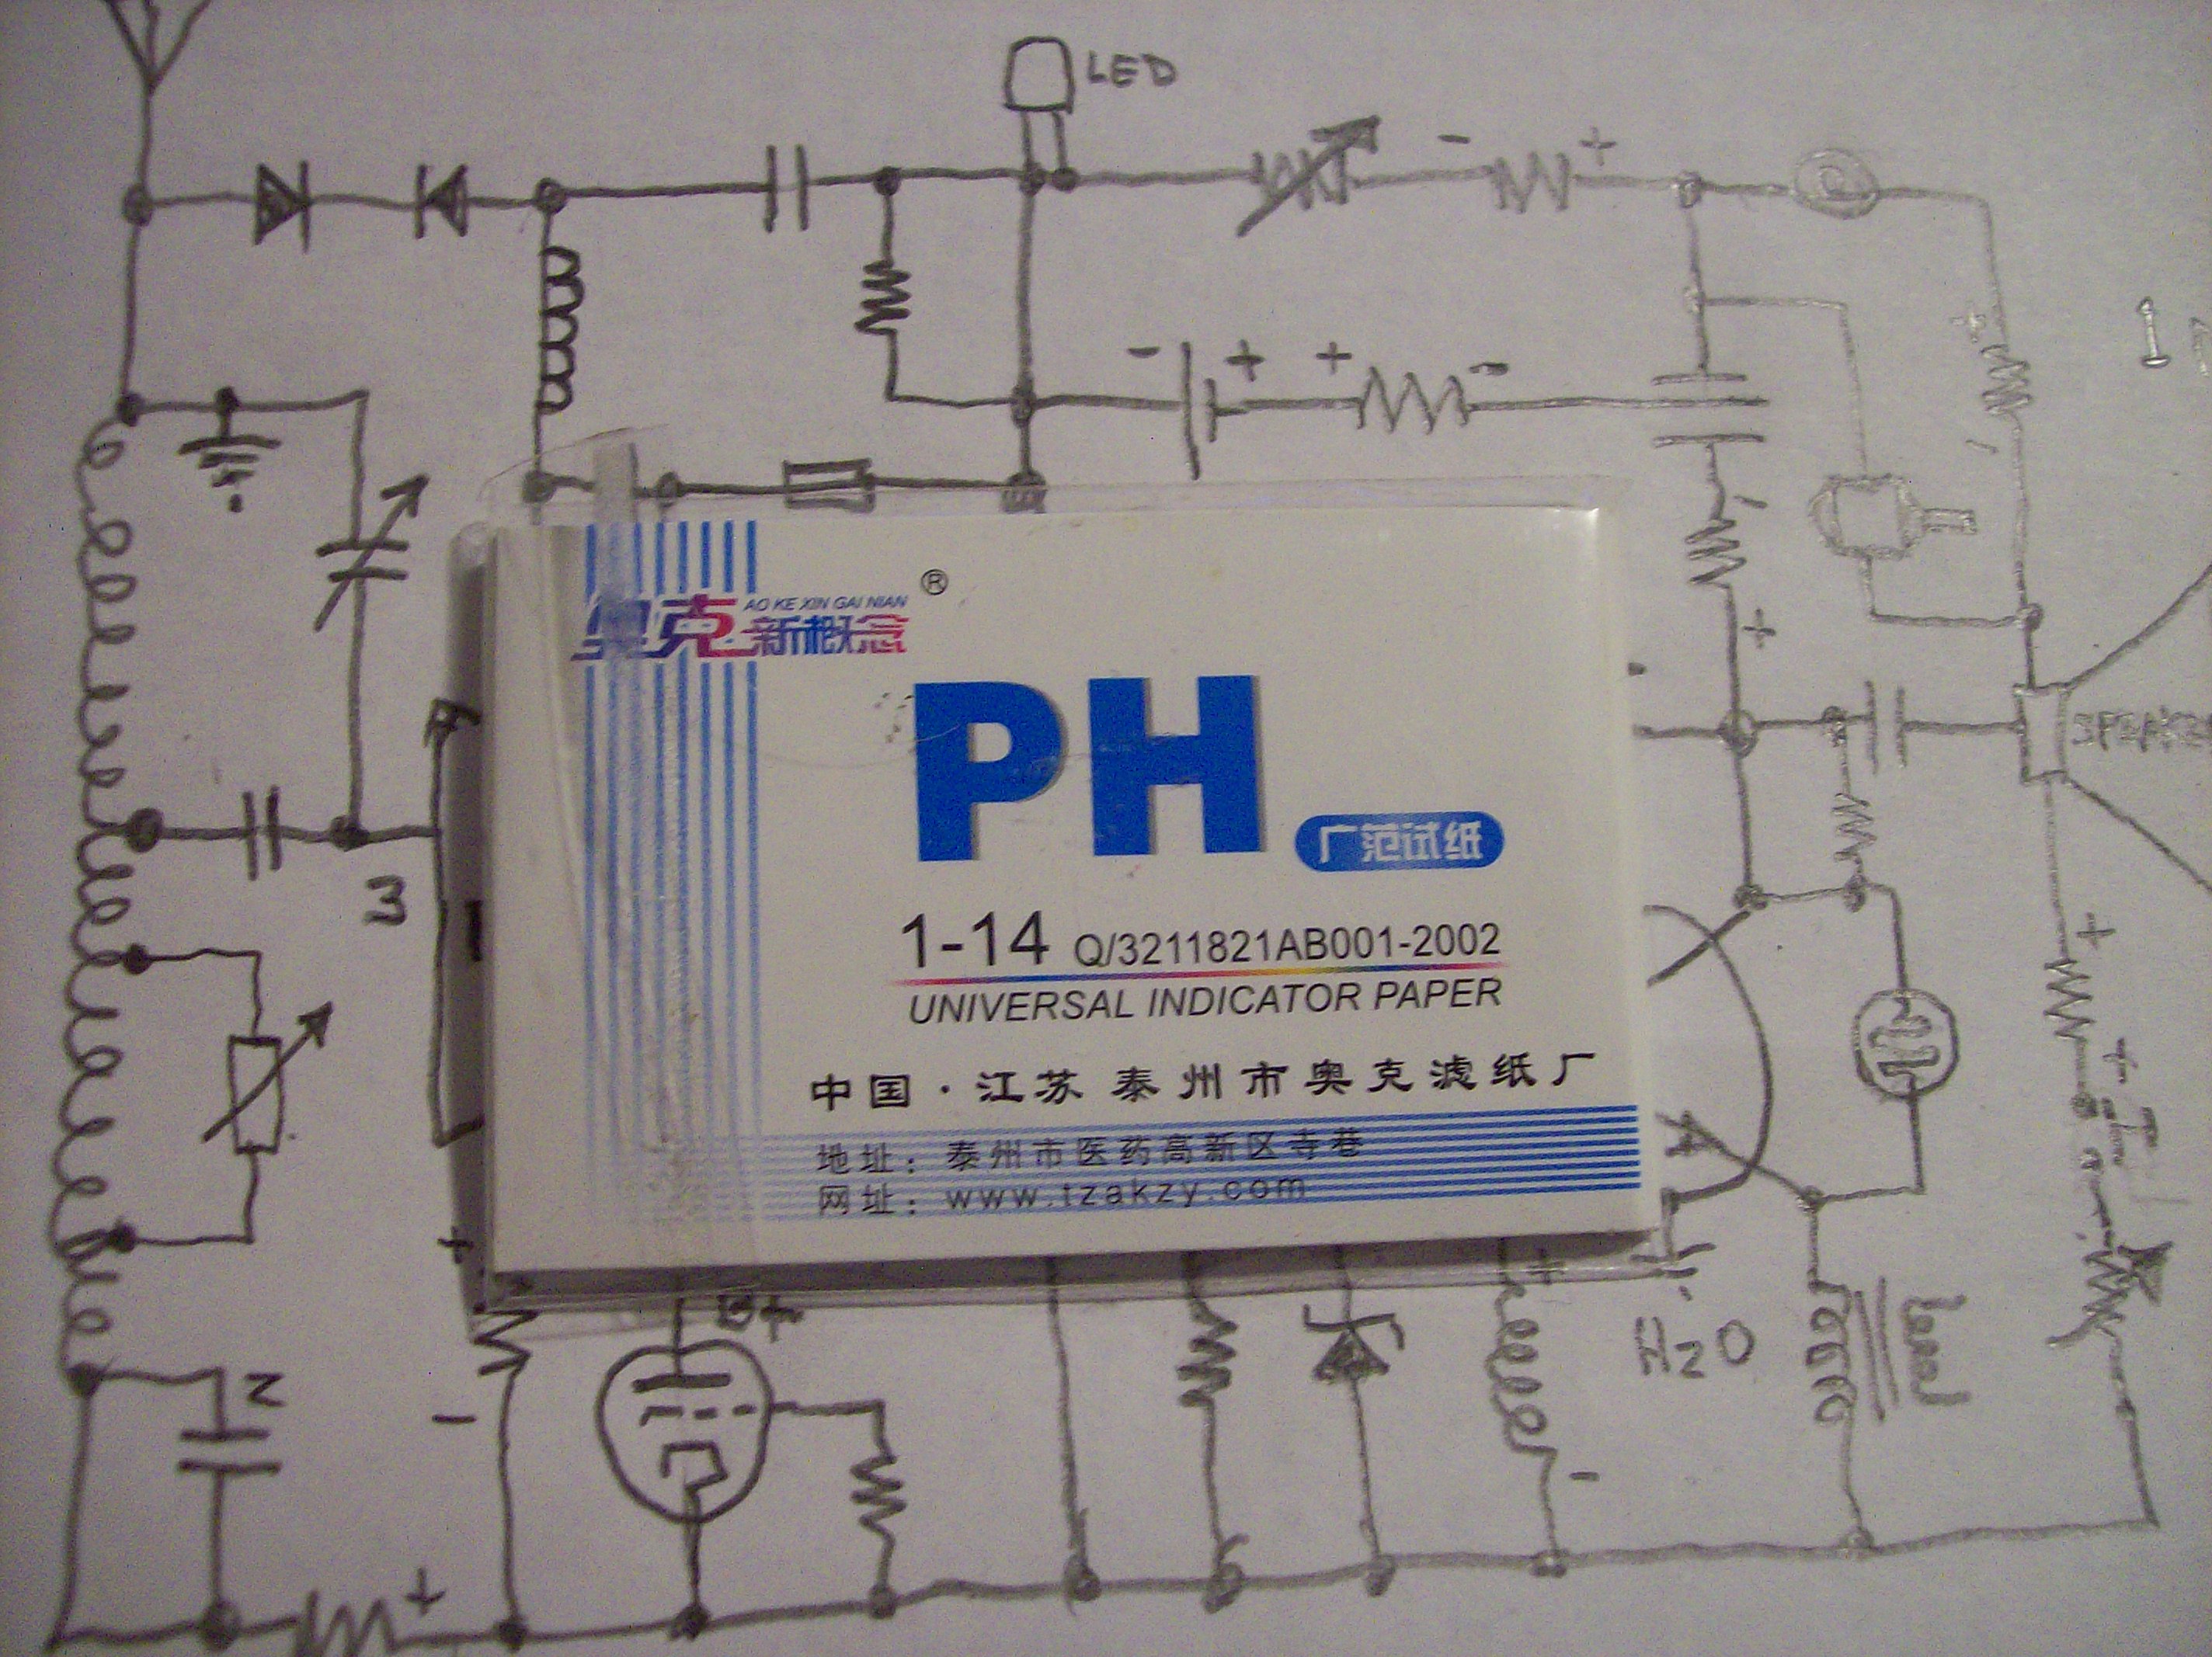 LED
- +
- + + -
AO KE XIN GAI NIAN ®
奥克新概念
PH 广范试纸
1-14 Q/3211821AB001-2002
UNIVERSAL INDICATOR PAPER
中国·江苏泰州市奥克滤纸厂
地址：泰州市医药高新区寺巷
网址：www.tzakzy.com
SPEAKER
3
B+
H20
N